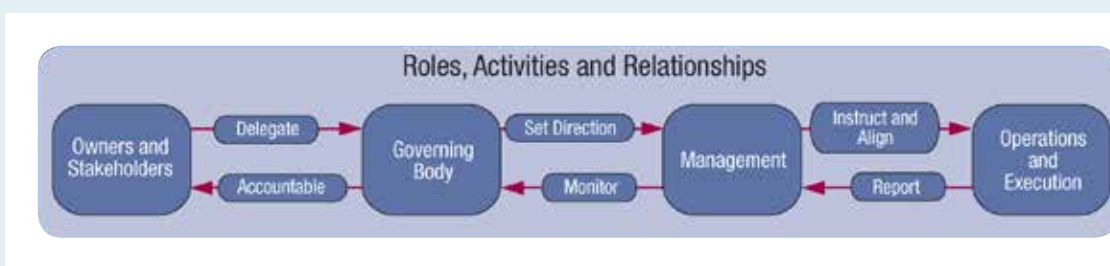 Roles, Activities and Relationships
Owners and
Stakeholders
Delegate
Accountable
Governing
Body
Set Direction
Monitor
Management
Instruct and
Align
Report
Operations
and
Execution